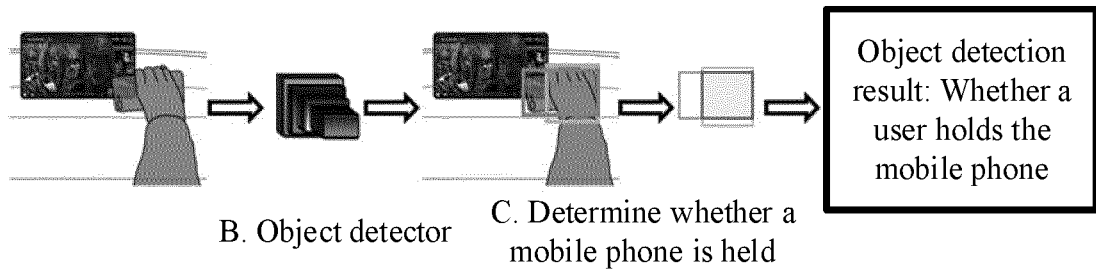 Object detection
result: Whether a
user holds the
mobile phone
B. Object detector
C. Determine whether a
mobile phone is held